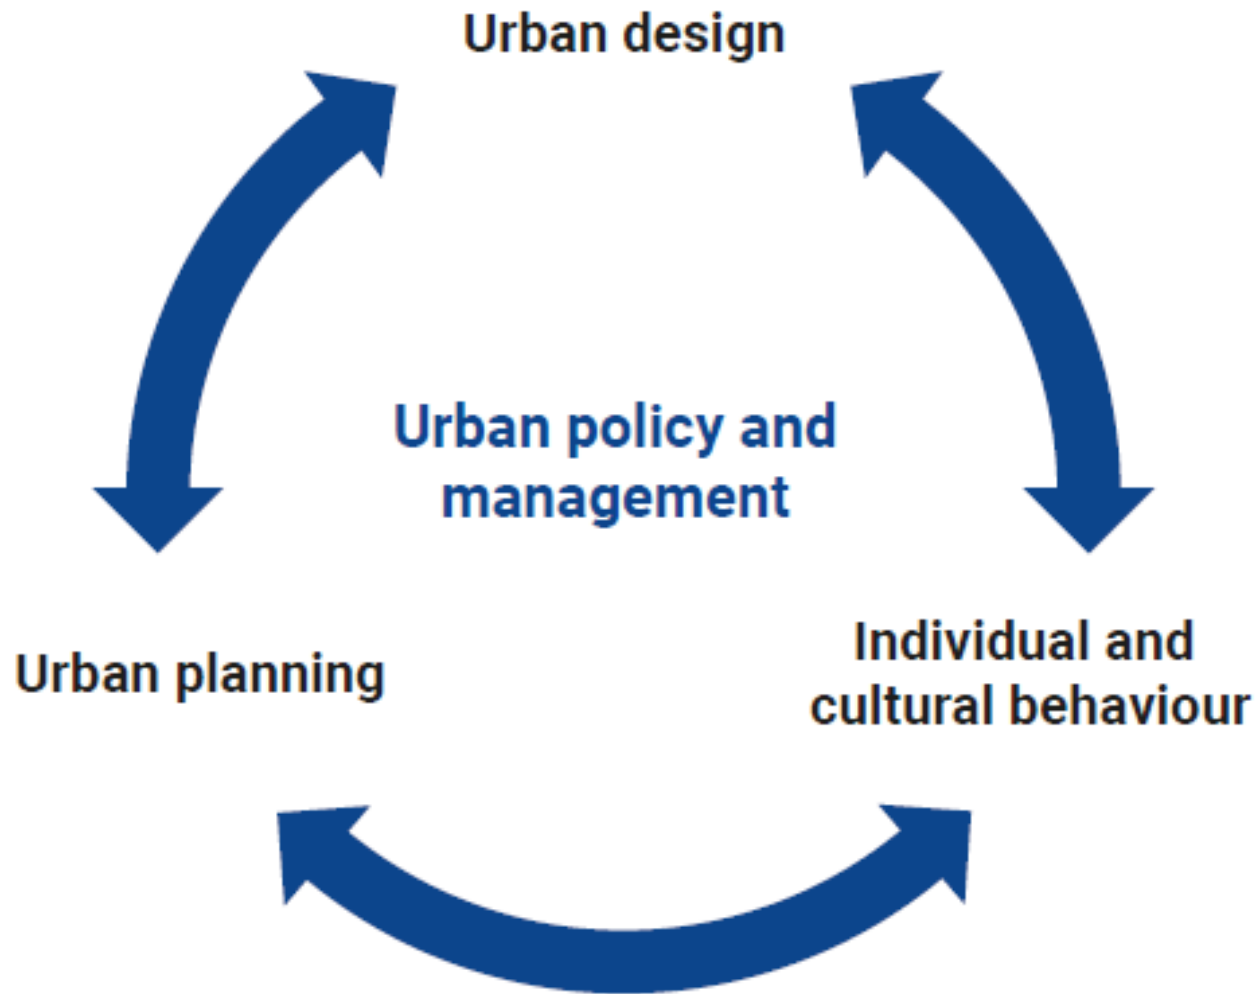 Urban design
Urban policy and
management
Urban planning
Individual and
cultural behaviour